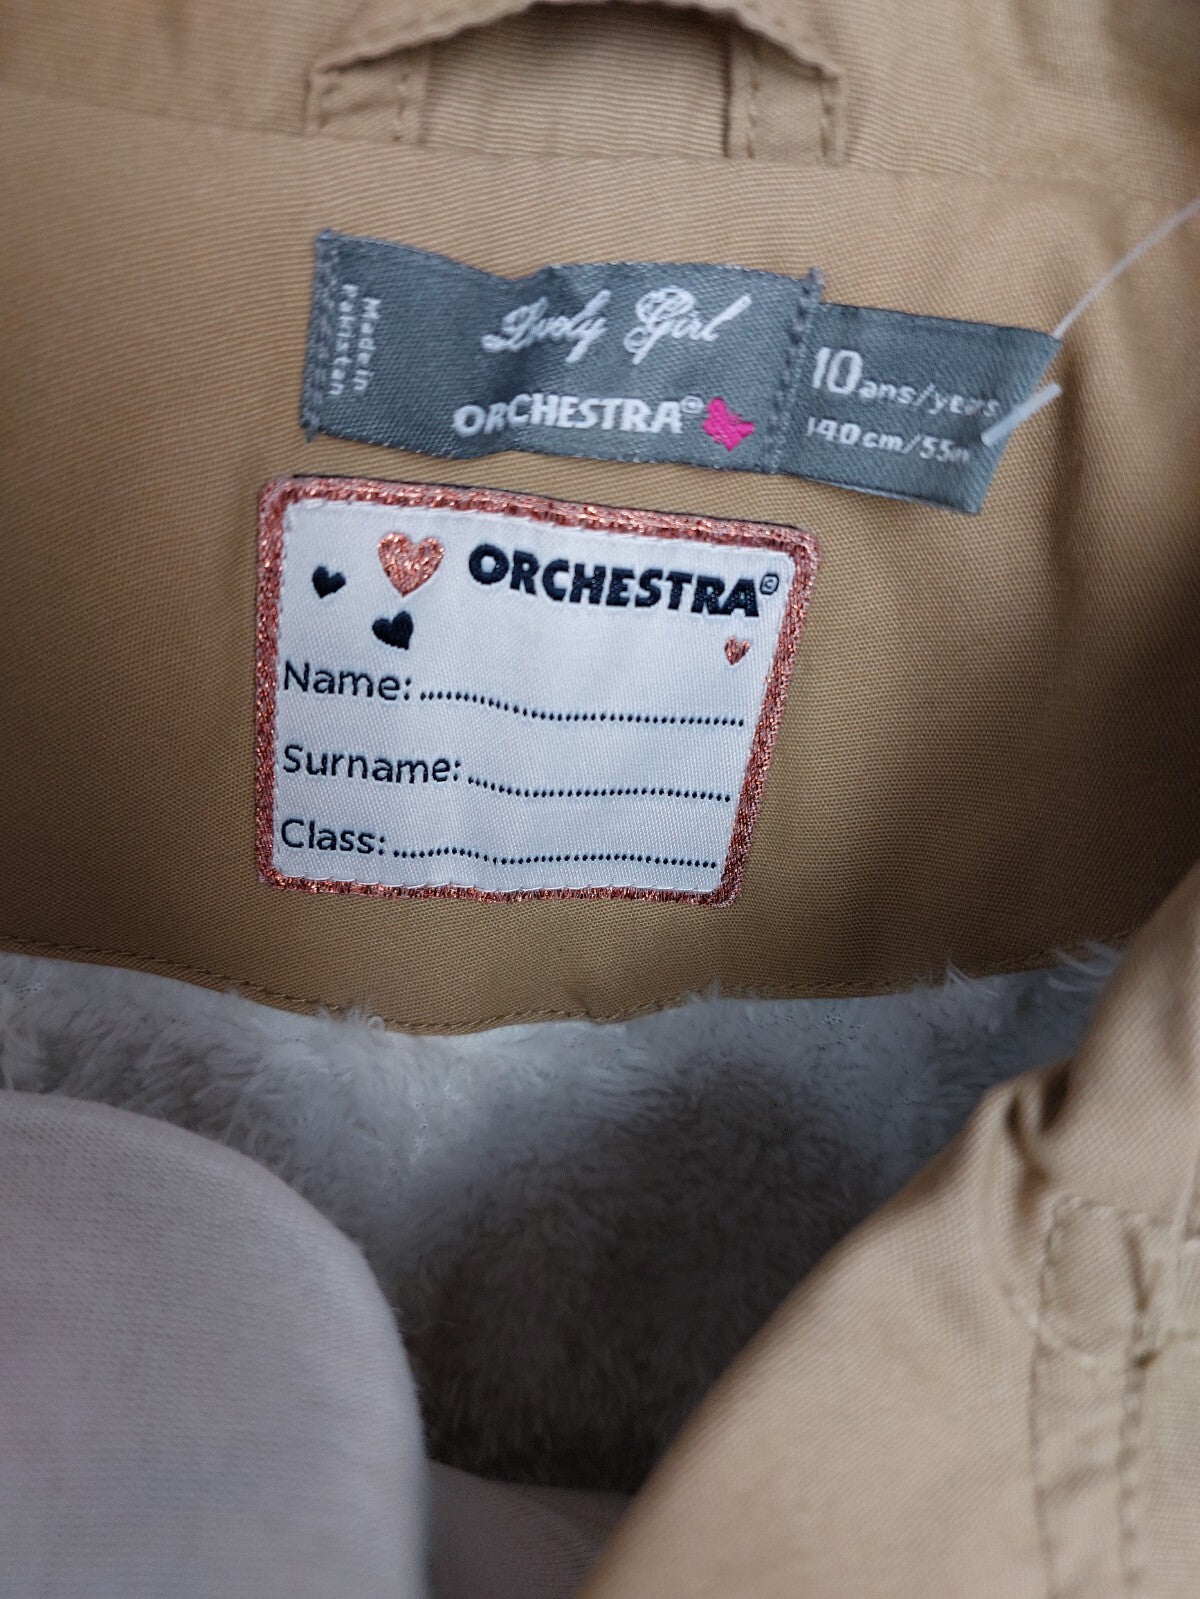 Made in
Pakistan
Lovely Girl
ORCHESTRA©
10 ans/years
140 cm/55in
ORCHESTRA©
Name: ..............................
Surname: ..............................
Class: ..............................